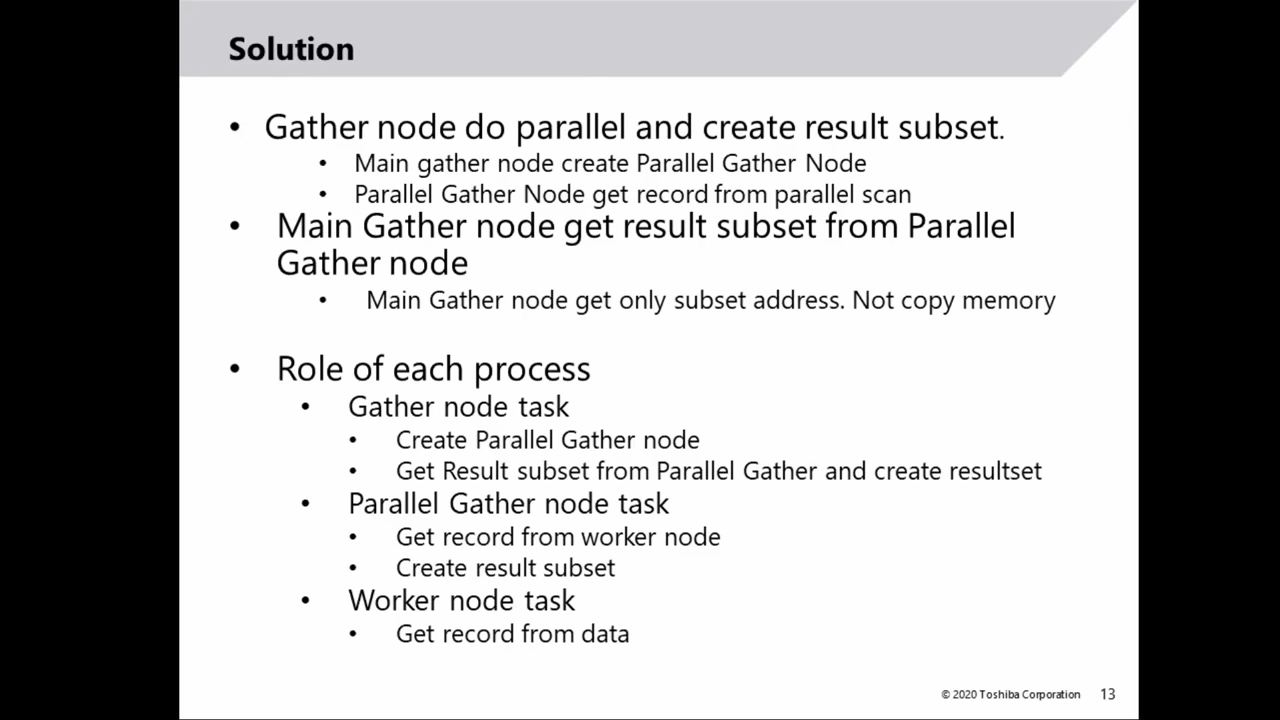 Solution
• Gather node do parallel and create result subset.
• Main gather node create Parallel Gather Node
• Parallel Gather Node get record from parallel scan
• Main Gather node get result subset from Parallel
Gather node
• Main Gather node get only subset address. Not copy memory
• Role of each process
• Gather node task
• Create Parallel Gather node
• Get Result subset from Parallel Gather and create resultset
• Parallel Gather node task
• Get record from worker node
• Create result subset
• Worker node task
• Get record from data
© 2020 Toshiba Corporation 13